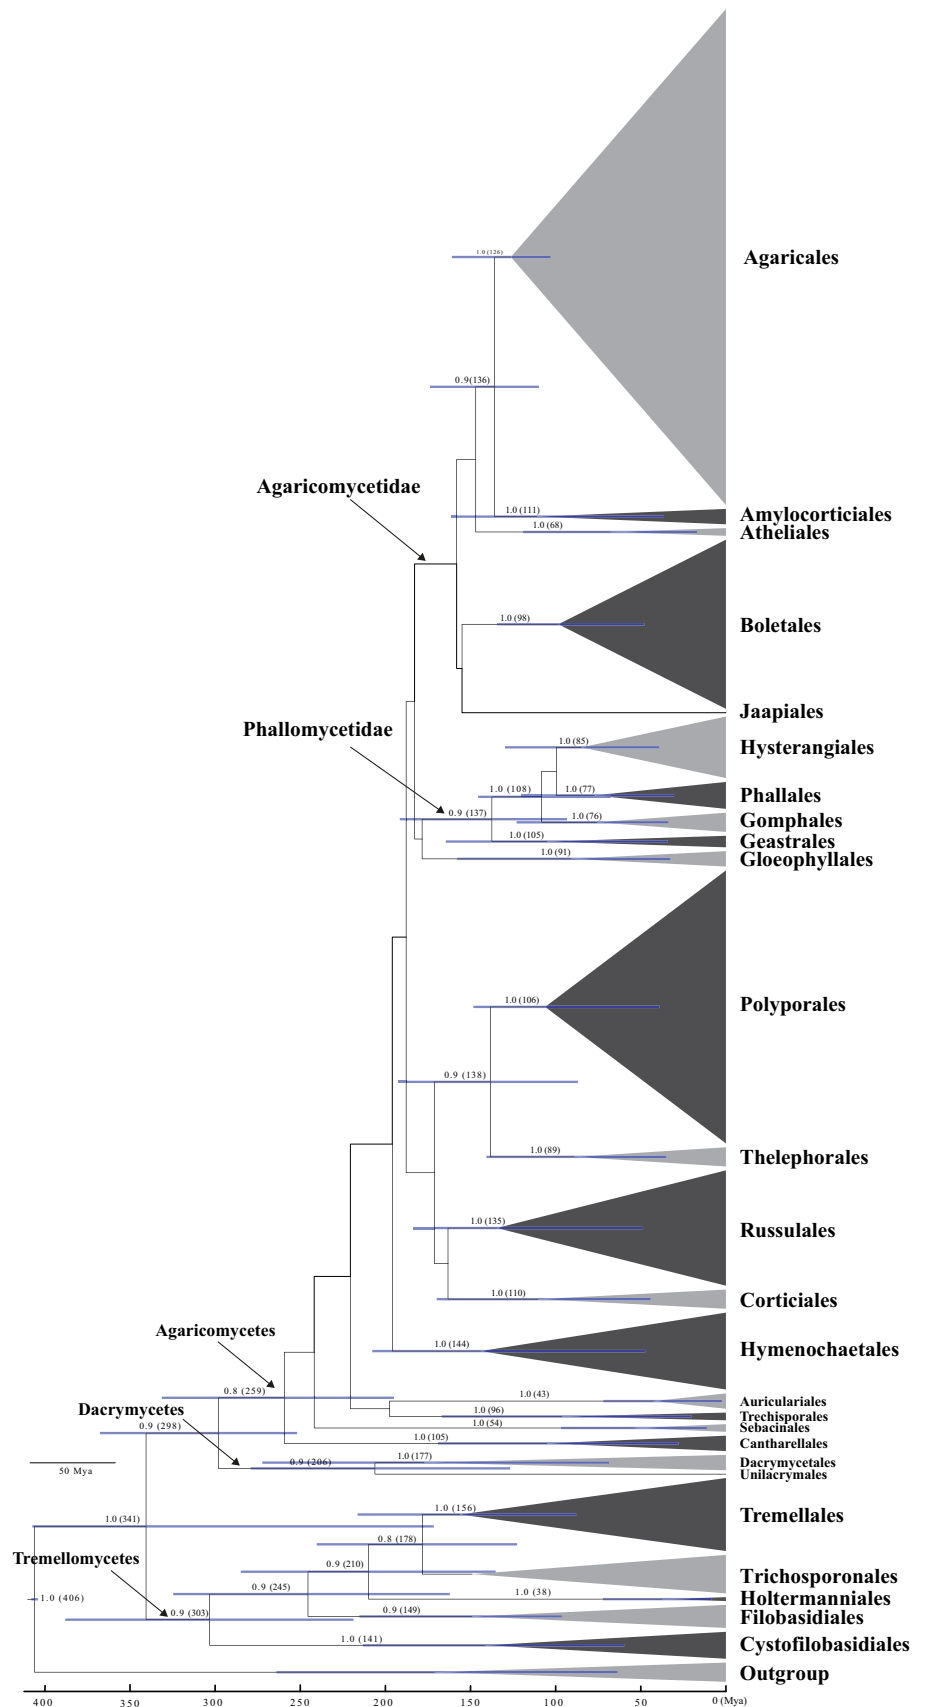 1.0 (126)
Agaricales
0.9(136)
Agaricomycetidae
1.0 (111)
Amylocorticiales
1.0 (68)
Atheliales
1.0 (98)
Boletales
Jaapiales
Phallomycetidae
1.0 (85)
Hysterangiales
1.0 (108)
1.0 (77)
Phallales
0.9 (137)
1.0 (76)
Gomphales
1.0 (105)
Geastrales
1.0 (91)
Gloeophyllales
1.0 (106)
Polyporales
0.9 (138)
1.0 (89)
Thelephorales
1.0 (135)
Russulales
1.0 (110)
Corticiales
Agaricomycetes
1.0 (144)
Hymenochaetales
0.8 (259)
1.0 (43)
Auriculariales
Dacrymycetes
1.0 (96)
Trechisporales
0.9 (298)
1.0 (54)
Sebacinales
1.0 (105)
Cantharellales
50 Mya
0.9 (206)
1.0 (177)
Dacrymycetales
Unilacrymales
1.0 (156)
Tremellales
1.0 (341)
0.8 (178)
Tremellomycetes
0.9 (210)
Trichosporonales
1.0 (406)
0.9 (245)
1.0 (38)
Holtermanniales
0.9 (303)
0.9 (149)
Filobasidiales
1.0 (141)
Cystofilobasidiales
Outgroup
400 350 300 250 200 150 100 50 0 (Mya)